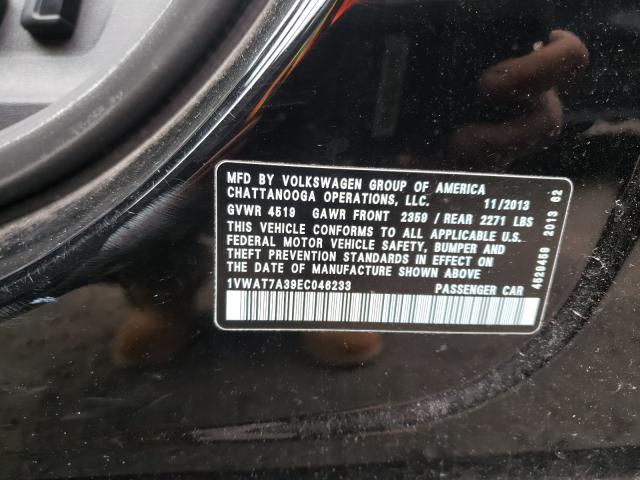 MFD BY VOLKSWAGEN GROUP OF AMERICA
CHATTANOOGA OPERATIONS, LLC. 11/2013
GVWR 4519 GAWR FRONT 2359 / REAR 2271 LBS
THIS VEHICLE CONFORMS TO ALL APPLICABLE U.S.
FEDERAL MOTOR VEHICLE SAFETY, BUMPER AND
THEFT PREVENTION STANDARDS IN EFFECT ON
THE DATE OF MANUFACTURE SHOWN ABOVE
1VWAT7A39EC046233 PASSENGER CAR
4529459 2013 62